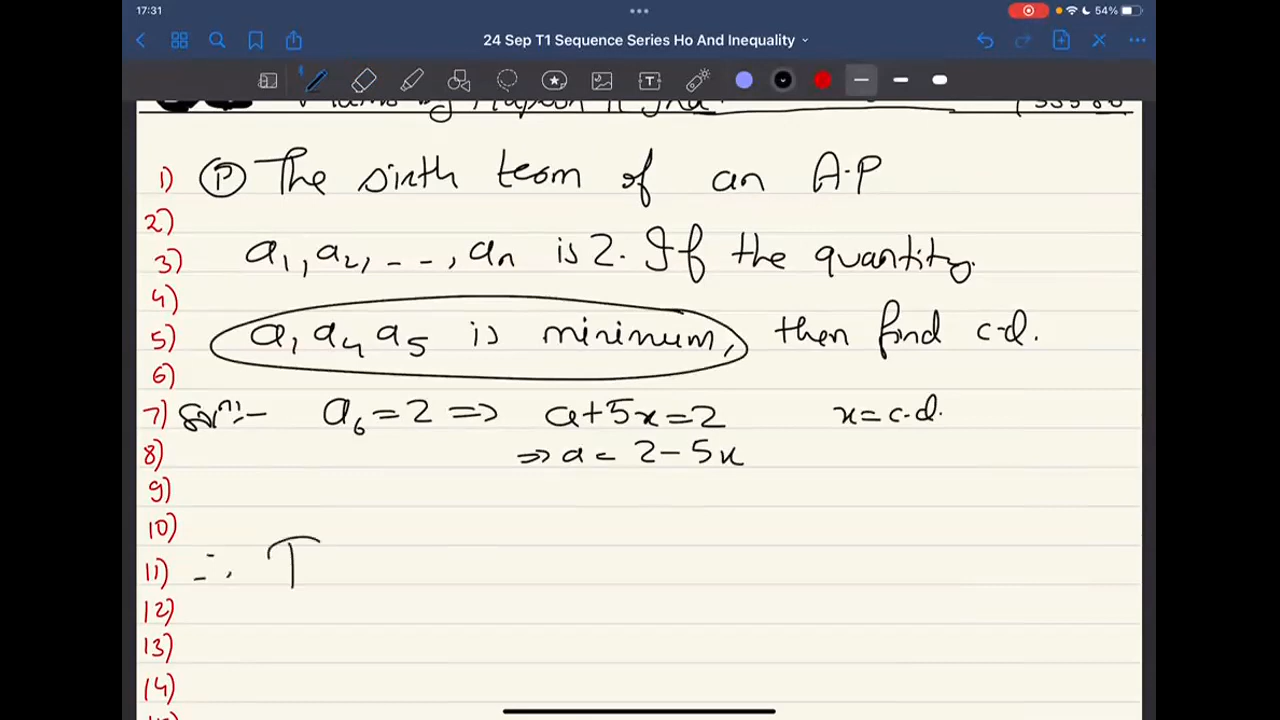 17:31
54%
24 Sep T1 Sequence Series Ho And Inequality
1) (P) The sixth term of an A.P
2)
3) a1, a2, - - -, an is 2. If the quantity
4)
5) a1 a4 a5 is minimum, then find c.d.
6)
7) Soln:- a6 = 2 => a+5x=2 x = c.d.
8) => a = 2 - 5x
9)
10)
11) ∴ T
12)
13)
14)